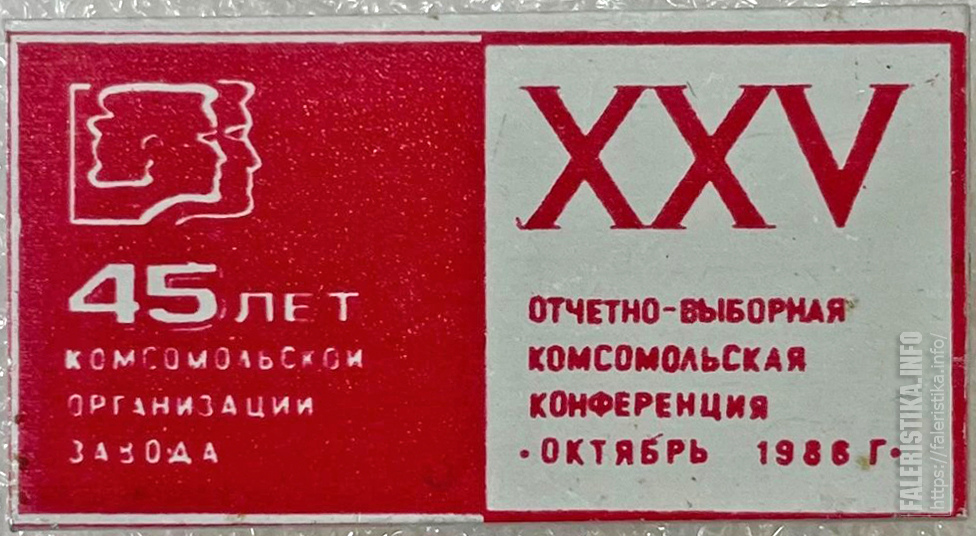 45 ЛЕТ
КОМСОМОЛЬСКОЙ
ОРГАНИЗАЦИИ
ЗАВОДА
XXV
ОТЧЕТНО-ВЫБОРНАЯ
КОМСОМОЛЬСКАЯ
КОНФЕРЕНЦИЯ
·ОКТЯБРЬ 1986 Г·
FALERISTIKA.INFO
https://faleristika.info/